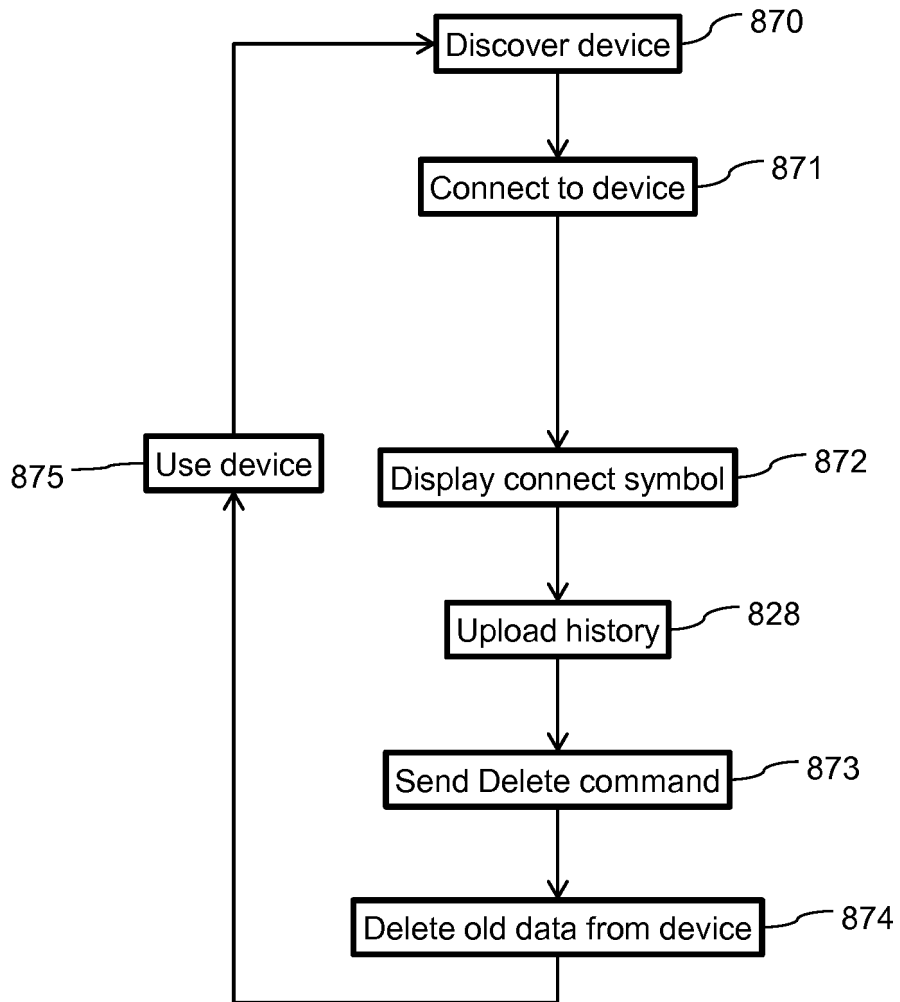 Discover device
870
Connect to device
871
Use device
875
Display connect symbol
872
Upload history
828
Send Delete command
873
Delete old data from device
874